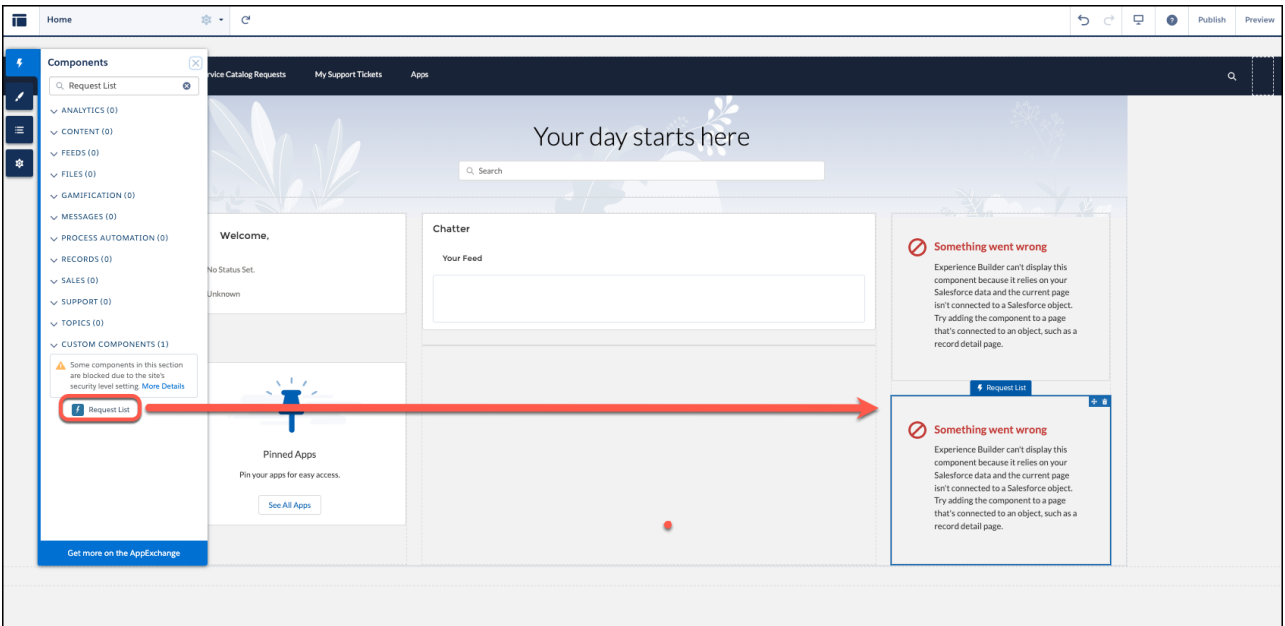 Home
Publish
Preview
Components
Request List
ANALYTICS (0)
CONTENT (0)
FEEDS (0)
FILES (0)
GAMIFICATION (0)
MESSAGES (0)
PROCESS AUTOMATION (0)
RECORDS (0)
SALES (0)
SUPPORT (0)
TOPICS (0)
CUSTOM COMPONENTS (1)
Some components in this section
are blocked due to the site's
security level setting. More Details
Request List
Get more on the AppExchange
rvice Catalog Requests
My Support Tickets
Apps
Your day starts here
Search
Welcome,
No Status Set.
Unknown
Pinned Apps
Pin your apps for easy access.
See All Apps
Chatter
Your Feed
Something went wrong
Experience Builder can't display this
component because it relies on your
Salesforce data and the current page
isn't connected to a Salesforce object.
Try adding the component to a page
that's connected to an object, such as a
record detail page.
Request List
Something went wrong
Experience Builder can't display this
component because it relies on your
Salesforce data and the current page
isn't connected to a Salesforce object.
Try adding the component to a page
that's connected to an object, such as a
record detail page.